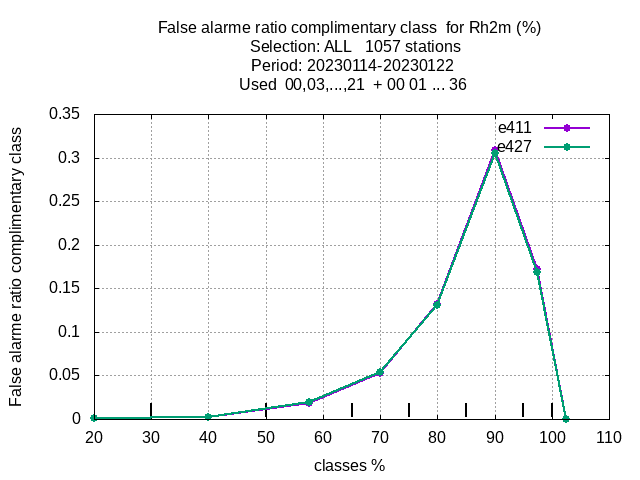 False alarme ratio complimentary class  for Rh2m (%)
Selection: ALL   1057 stations
Period: 20230114-20230122
Used  00,03,...,21  + 00 01 ... 36
False alarme ratio complimentary class
0.35
0.3
0.25
0.2
0.15
0.1
0.05
0
e411
e427
20 30 40 50 60 70 80 90 100 110
classes %